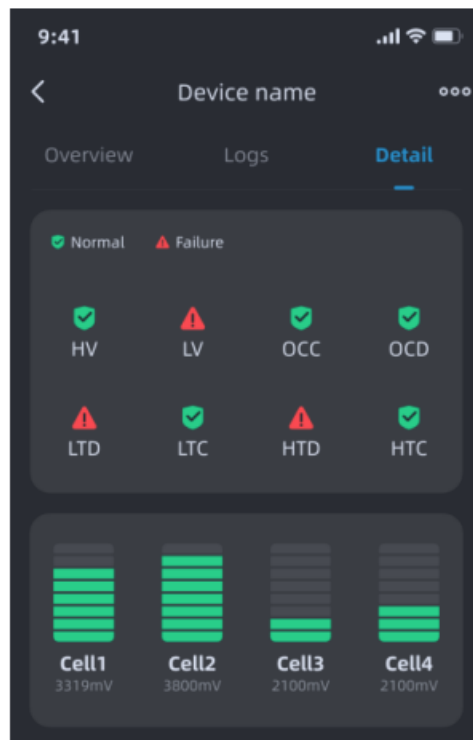 9:41
Device name
Overview Logs Detail
Normal Failure
HV LV OCC OCD
LTD LTC HTD HTC
Cell1 Cell2 Cell3 Cell4
3319mV 3800mV 2100mV 2100mV